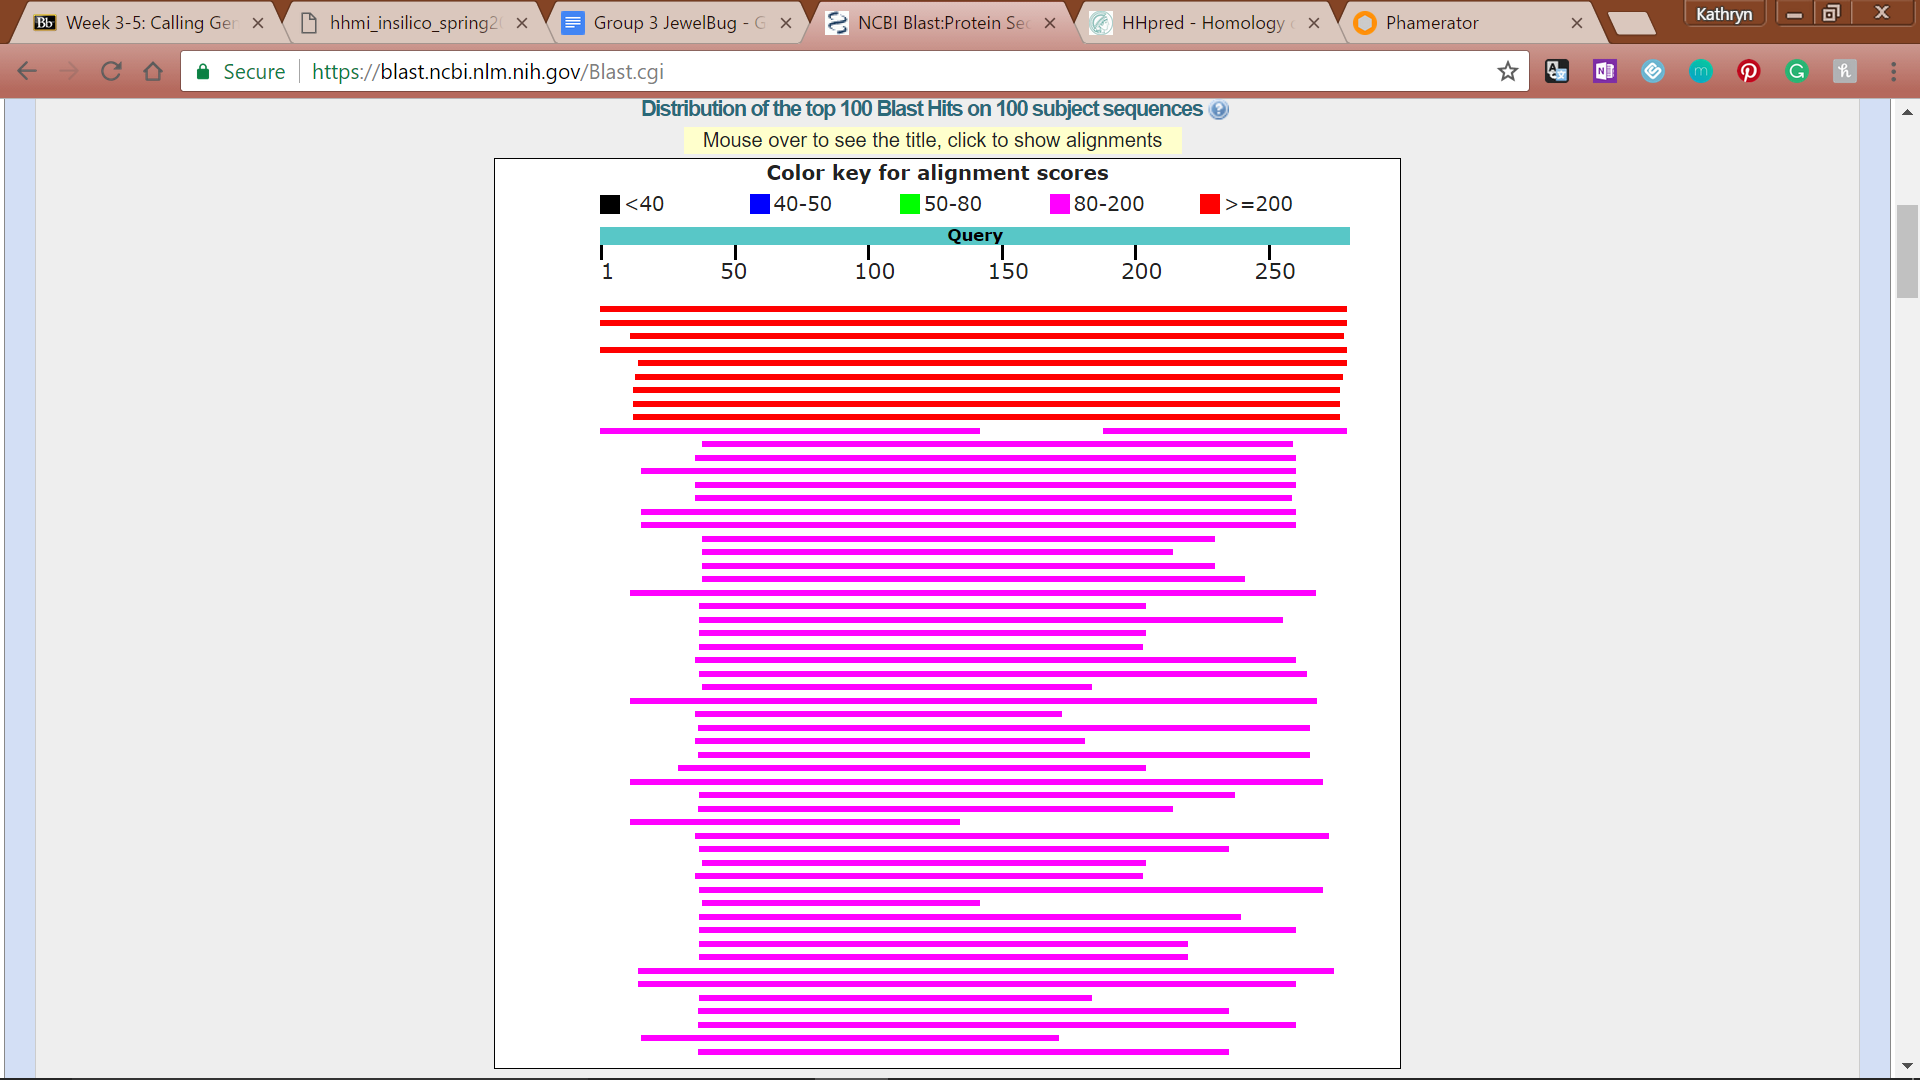 Week 3-5: Calling Gen
hhmi_insilico_spring20
Group 3 JewelBug - G
NCBI Blast:Protein Sec
HHpred - Homology
Phamerator
Kathryn
Secure
https://blast.ncbi.nlm.nih.gov/Blast.cgi
Distribution of the top 100 Blast Hits on 100 subject sequences
Mouse over to see the title, click to show alignments
Color key for alignment scores
<40 40-50 50-80 80-200 >=200
Query
1 50 100 150 200 250